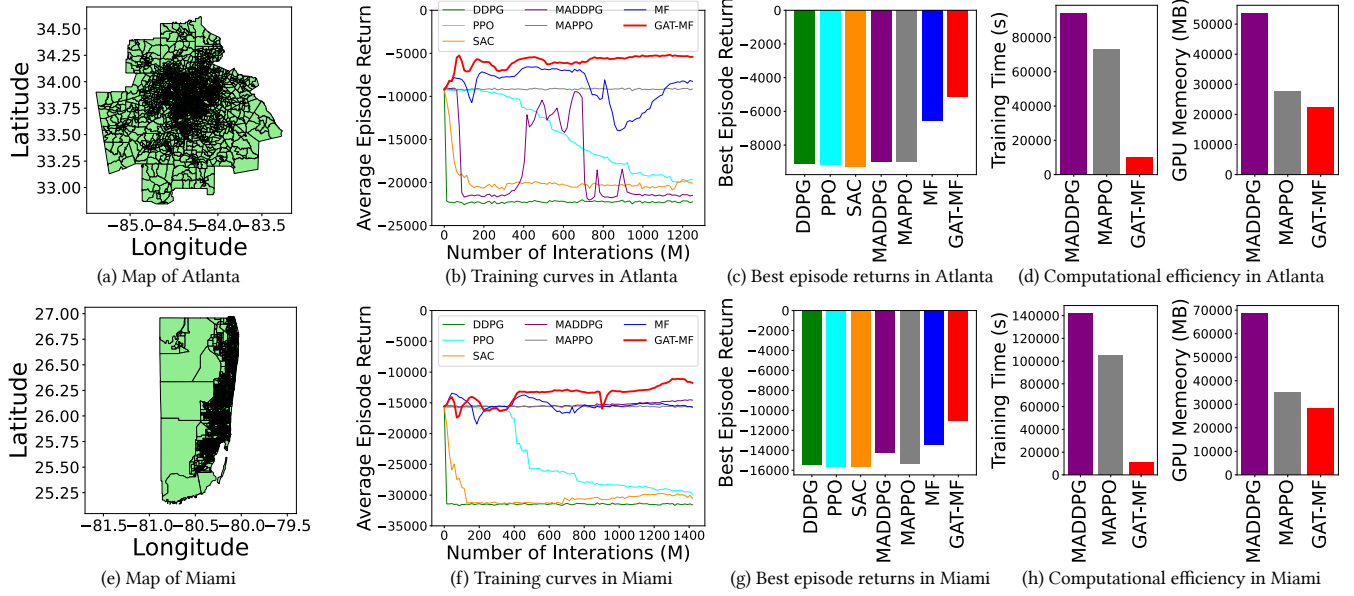 34.50
34.25
34.00
33.75
33.50
33.25
33.00
Latitude
−85.0 −84.5 −84.0 −83.5
Longitude
(a) Map of Atlanta
0
−5000
−10000
−15000
−20000
−25000
Average Episode Return
DDPG MADDPG MF
PPO MAPPO GAT-MF
SAC
0 200 400 600 800 1000 1200
Number of Interations (M)
(b) Training curves in Atlanta
0
−2000
−4000
−6000
−8000
Best Episode Return
DDPG PPO SAC MADDPG MAPPO MF GAT-MF
(c) Best episode returns in Atlanta
80000
60000
40000
20000
0
Training Time (s)
MADDPG MAPPO GAT-MF
50000
40000
30000
20000
10000
0
GPU Memeory (MB)
MADDPG MAPPO GAT-MF
(d) Computational efficiency in Atlanta
27.00
26.75
26.50
26.25
26.00
25.75
25.50
25.25
Latitude
−81.5 −81.0 −80.5 −80.0 −79.5
Longitude
(e) Map of Miami
0
−5000
−10000
−15000
−20000
−25000
−30000
−35000
Average Episode Return
DDPG MADDPG MF
PPO MAPPO GAT-MF
SAC
0 200 400 600 800 1000 1200 1400
Number of Interations (M)
(f) Training curves in Miami
0
−2000
−4000
−6000
−8000
−10000
−12000
−14000
−16000
Best Episode Return
DDPG PPO SAC MADDPG MAPPO MF GAT-MF
(g) Best episode returns in Miami
140000
120000
100000
80000
60000
40000
20000
0
Training Time (s)
MADDPG MAPPO GAT-MF
70000
60000
50000
40000
30000
20000
10000
0
GPU Memeory (MB)
MADDPG MAPPO GAT-MF
(h) Computational efficiency in Miami